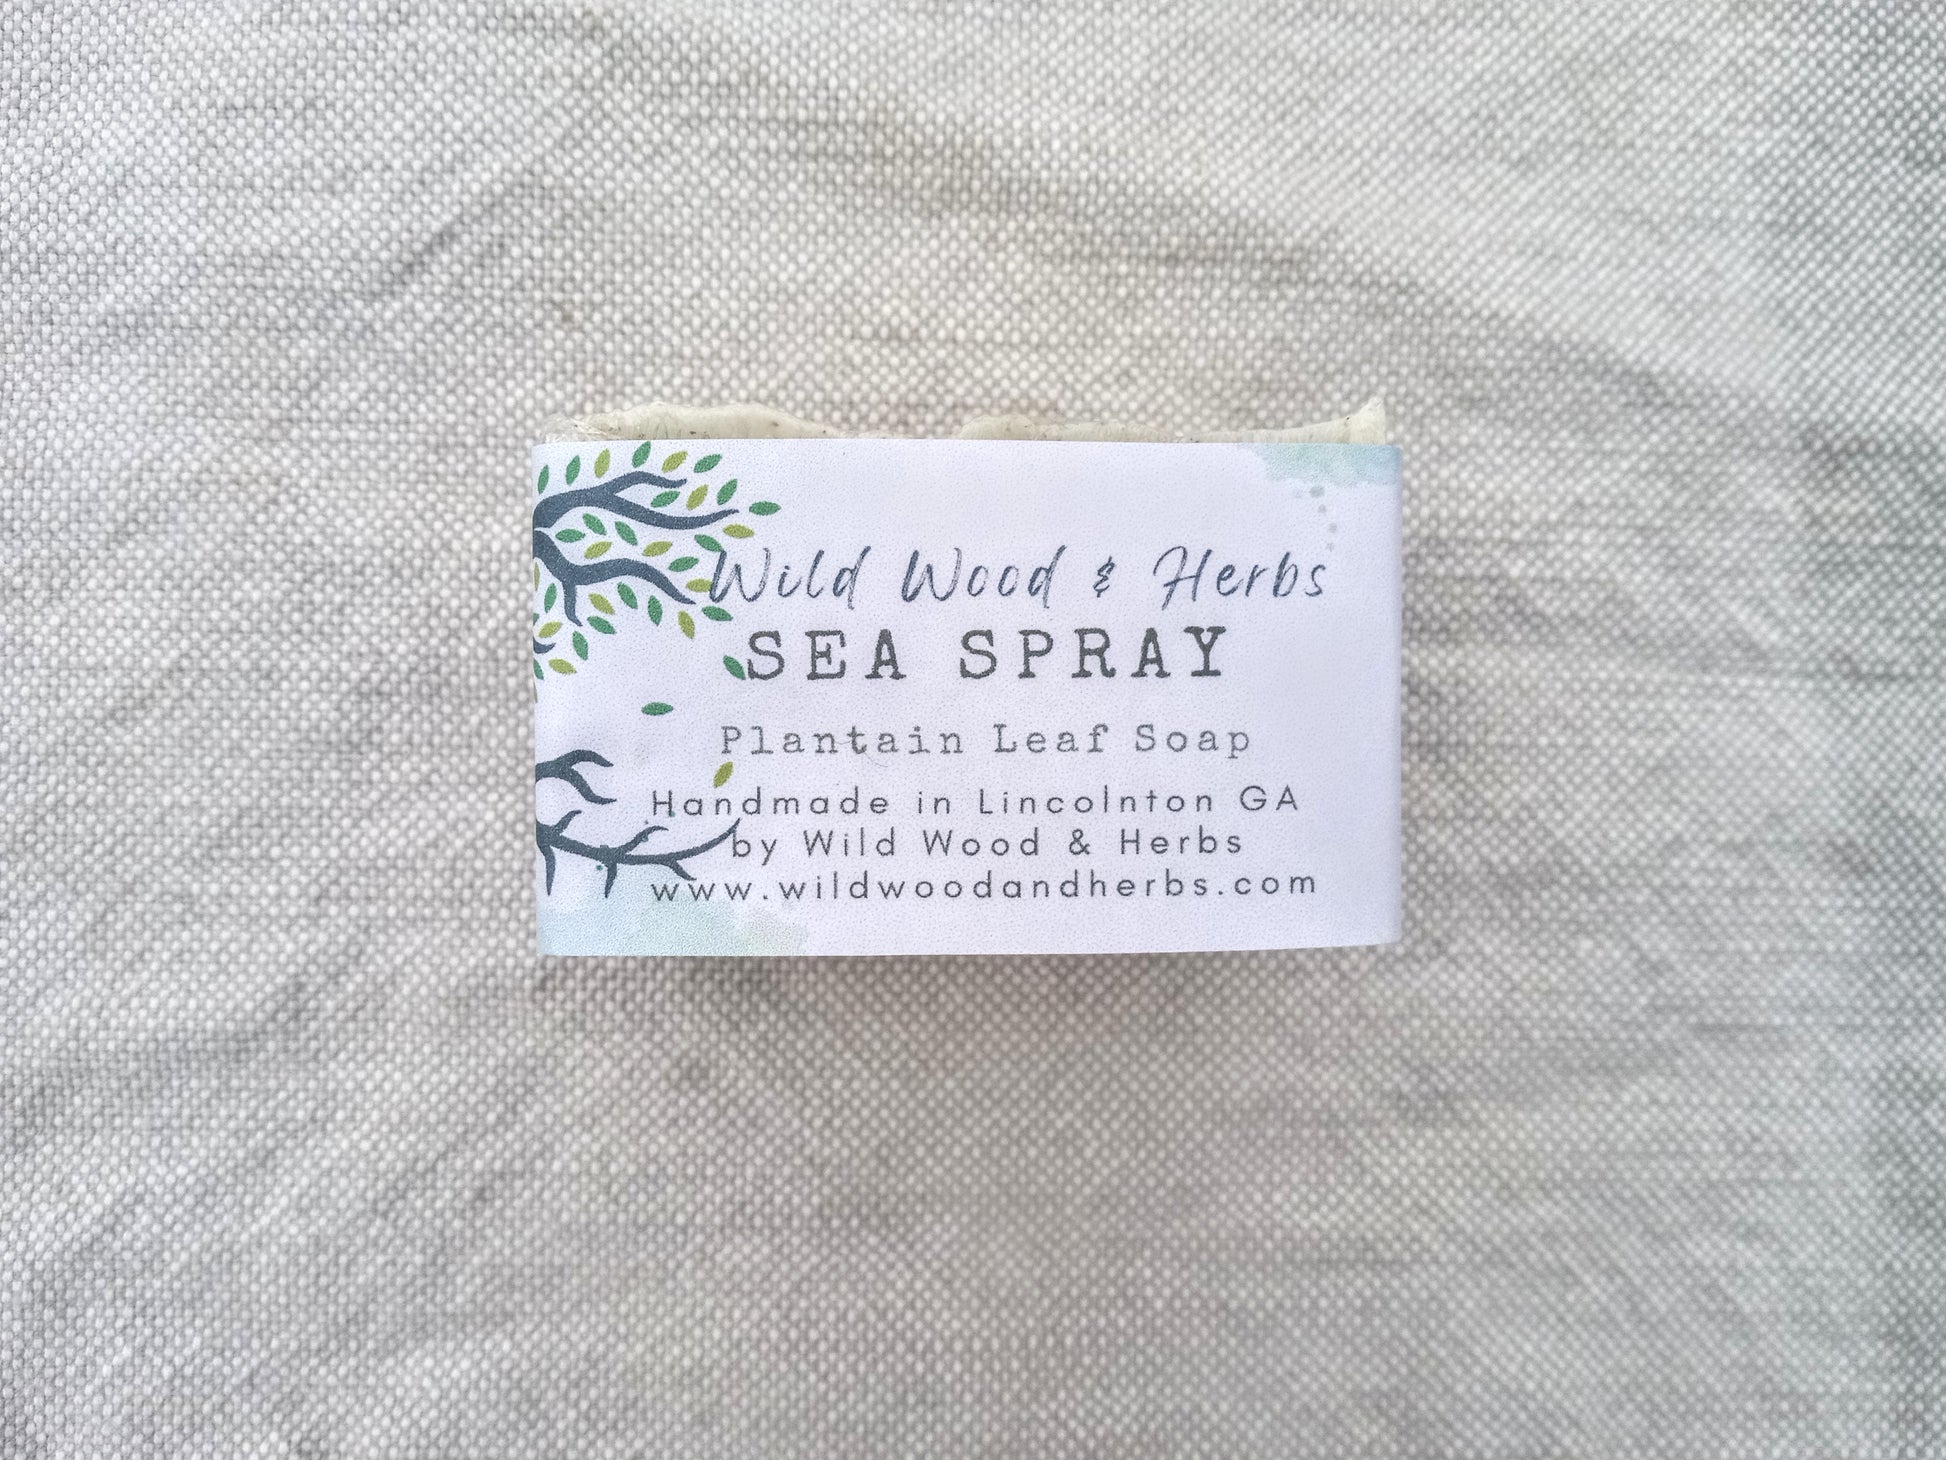 Wild Wood & Herbs
SEA SPRAY
Plantain Leaf Soap
Handmade in Lincolnton GA
by Wild Wood & Herbs
www.wildwoodandherbs.com